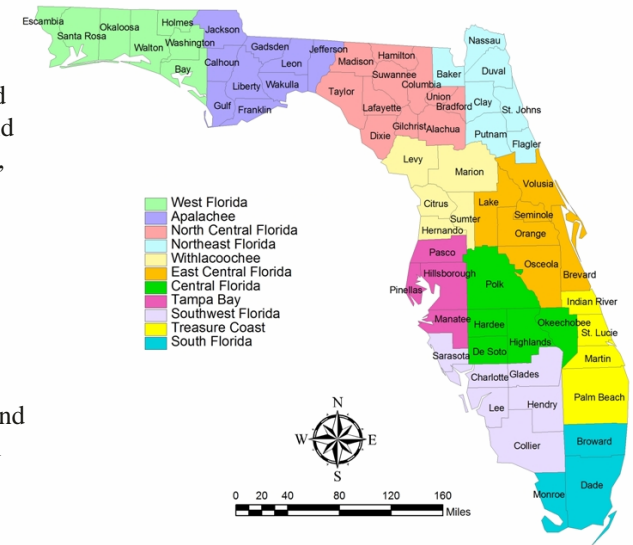 Escambia
Santa Rosa
Okaloosa
Holmes
Walton
Washington
Bay
Jackson
Calhoun
Gadsden
Leon
Jefferson
Liberty
Wakulla
Gulf
Franklin
Madison
Hamilton
Suwannee
Columbia
Taylor
Lafayette
Union
Bradford
Dixie
Gilchrist
Alachua
Nassau
Baker
Duval
Clay
St. Johns
Putnam
Flagler
Levy
Marion
Citrus
Sumter
Hernando
Volusia
Lake
Seminole
Orange
Osceola
Brevard
Pasco
Hillsborough
Pinellas
Manatee
Polk
Hardee
Okeechobee
Highlands
De Soto
Indian River
St. Lucie
Martin
Palm Beach
Sarasota
Charlotte
Glades
Lee
Hendry
Collier
Broward
Dade
Monroe
West Florida
Apalachee
North Central Florida
Northeast Florida
Withlacoochee
East Central Florida
Central Florida
Tampa Bay
Southwest Florida
Treasure Coast
South Florida
N
W E
S
0 20 40 80 120 160
Miles
d
d
,
nd